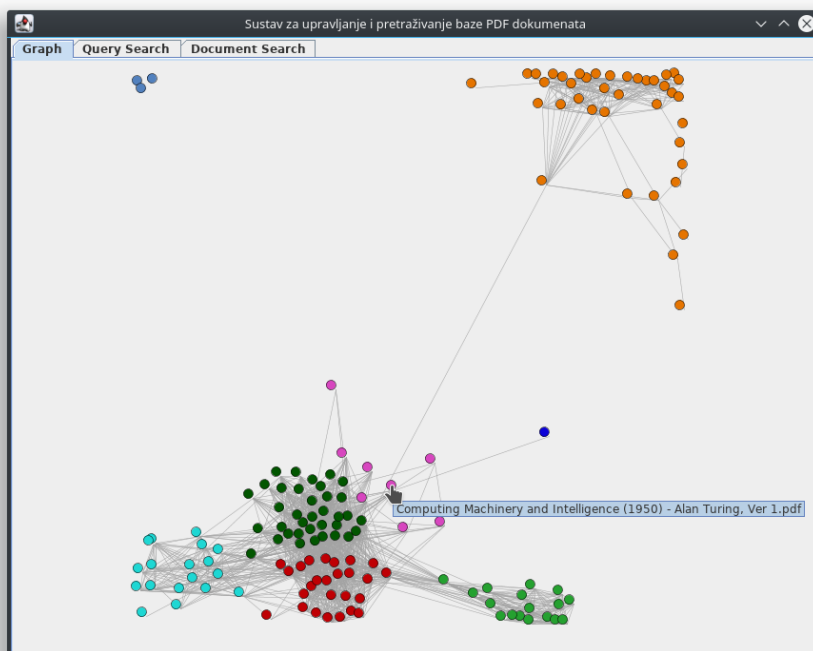 Sustav za upravljanje i pretraživanje baze PDF dokumenata
Graph Query Search Document Search
Computing Machinery and Intelligence (1950) - Alan Turing, Ver 1.pdf